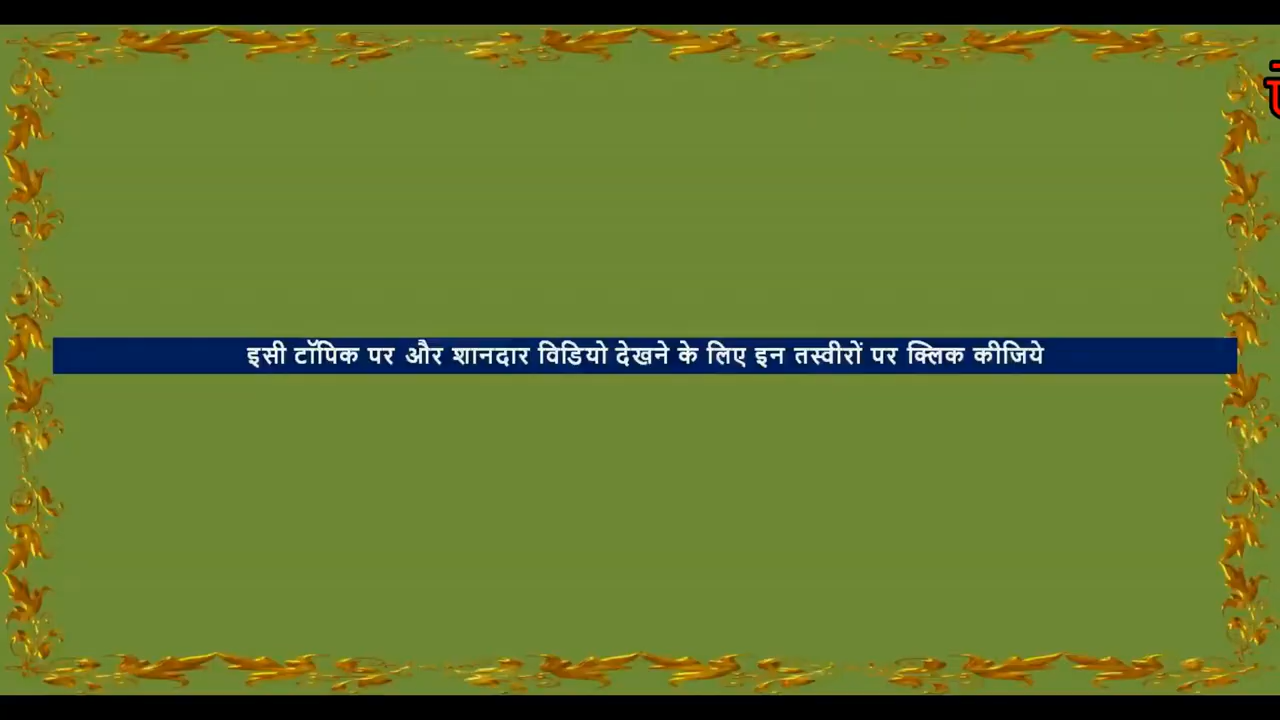 इसी टॉपिक पर और शानदार विडियो देखने के लिए इन तस्वीरों पर क्लिक कीजिये